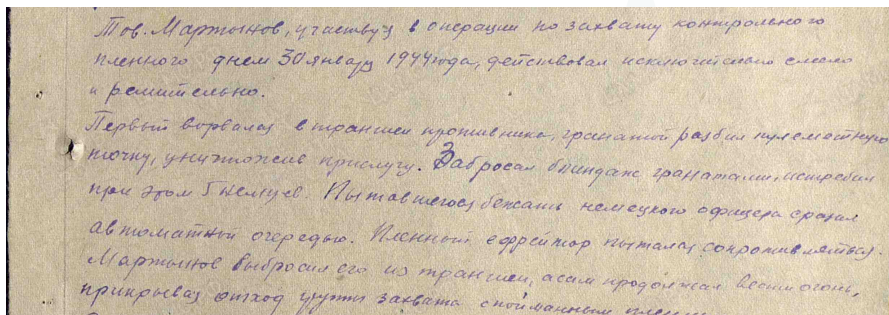 Тов. Мартынов, участвуя в операции по захвату контрольного
пленного днем 30 января 1944 года, действовал исключительно смело
и решительно.
Первый ворвался в траншеи противника, гранатой разбил пулеметную
точку, уничтожив прислугу. Забросал блиндаж гранатами, истребил
при этом 5 немцев. Пытавшегося бежать немецкого офицера сразил
автоматной очередью. Пленный ефрейтор пытался сопротивляться.
Мартынов выбросил его из траншеи, а сам продолжал вести огонь,
прикрывая отход группы захвата с пойманным